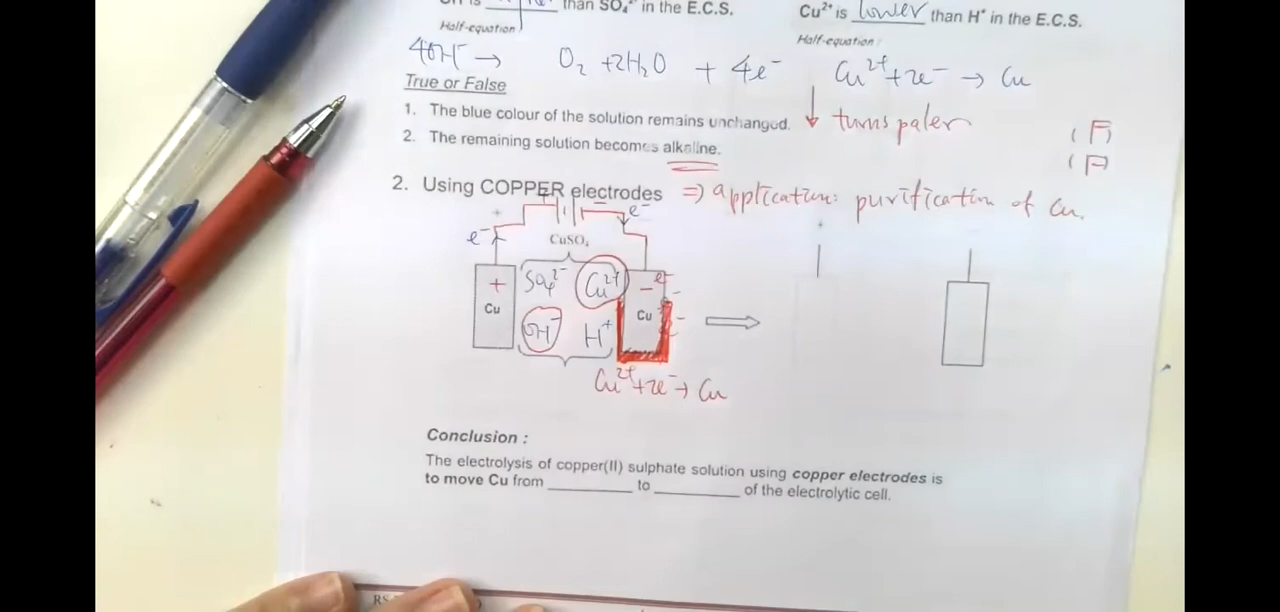 is than SO₄²⁻ in the E.C.S.
Cu²⁺ is lower than H⁺ in the E.C.S.
Half-equation
Half-equation :
4OH⁻ → O₂ + 2H₂O + 4e⁻
Cu²⁺ + 2e⁻ → Cu
True or False
1. The blue colour of the solution remains unchanged. ↓ turns paler (F)
2. The remaining solution becomes alkaline. (F)
2. Using COPPER electrodes ⇒ application: purification of Cu.
+ − e⁻
e⁻ CuSO₄ +
+ SO₄²⁻ Cu²⁺ − e⁻
Cu Cu
OH⁻ H⁺
Cu²⁺ + 2e⁻ → Cu
Conclusion :
The electrolysis of copper(II) sulphate solution using copper electrodes is
to move Cu from ________ to ________ of the electrolytic cell.
RS